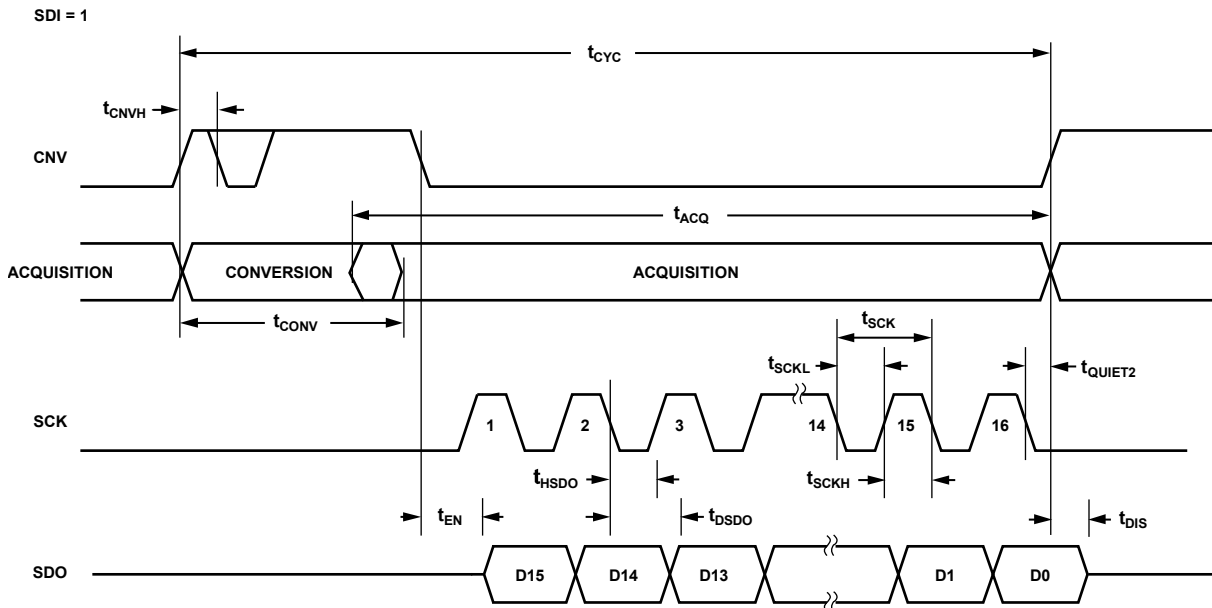 SDI = 1
tCYC
tCNVH
CNV
tACQ
ACQUISITION CONVERSION ACQUISITION
tCONV
tSCK
tSCKL
tQUIET2
SCK 1 2 3 14 15 16
tHSDO
tSCKH
tEN
tDSDO
tDIS
SDO D15 D14 D13 D1 D0